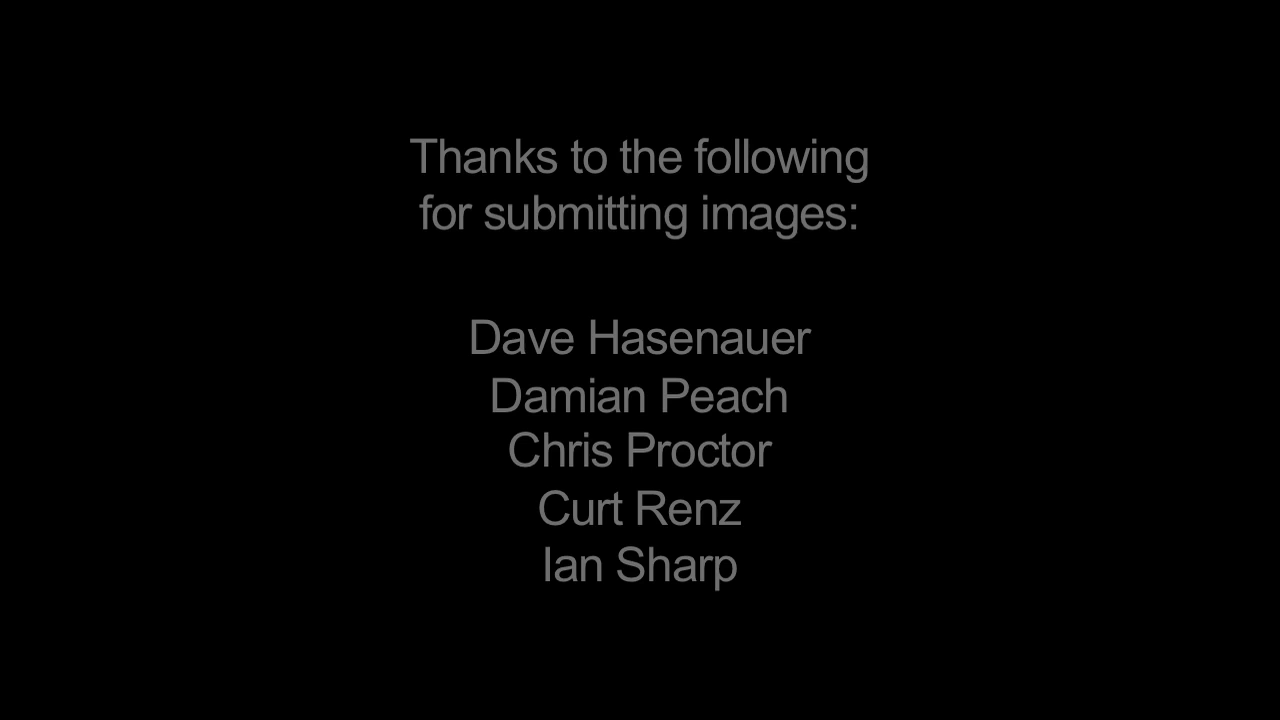 Thanks to the following
for submitting images:
Dave Hasenauer
Damian Peach
Chris Proctor
Curt Renz
Ian Sharp